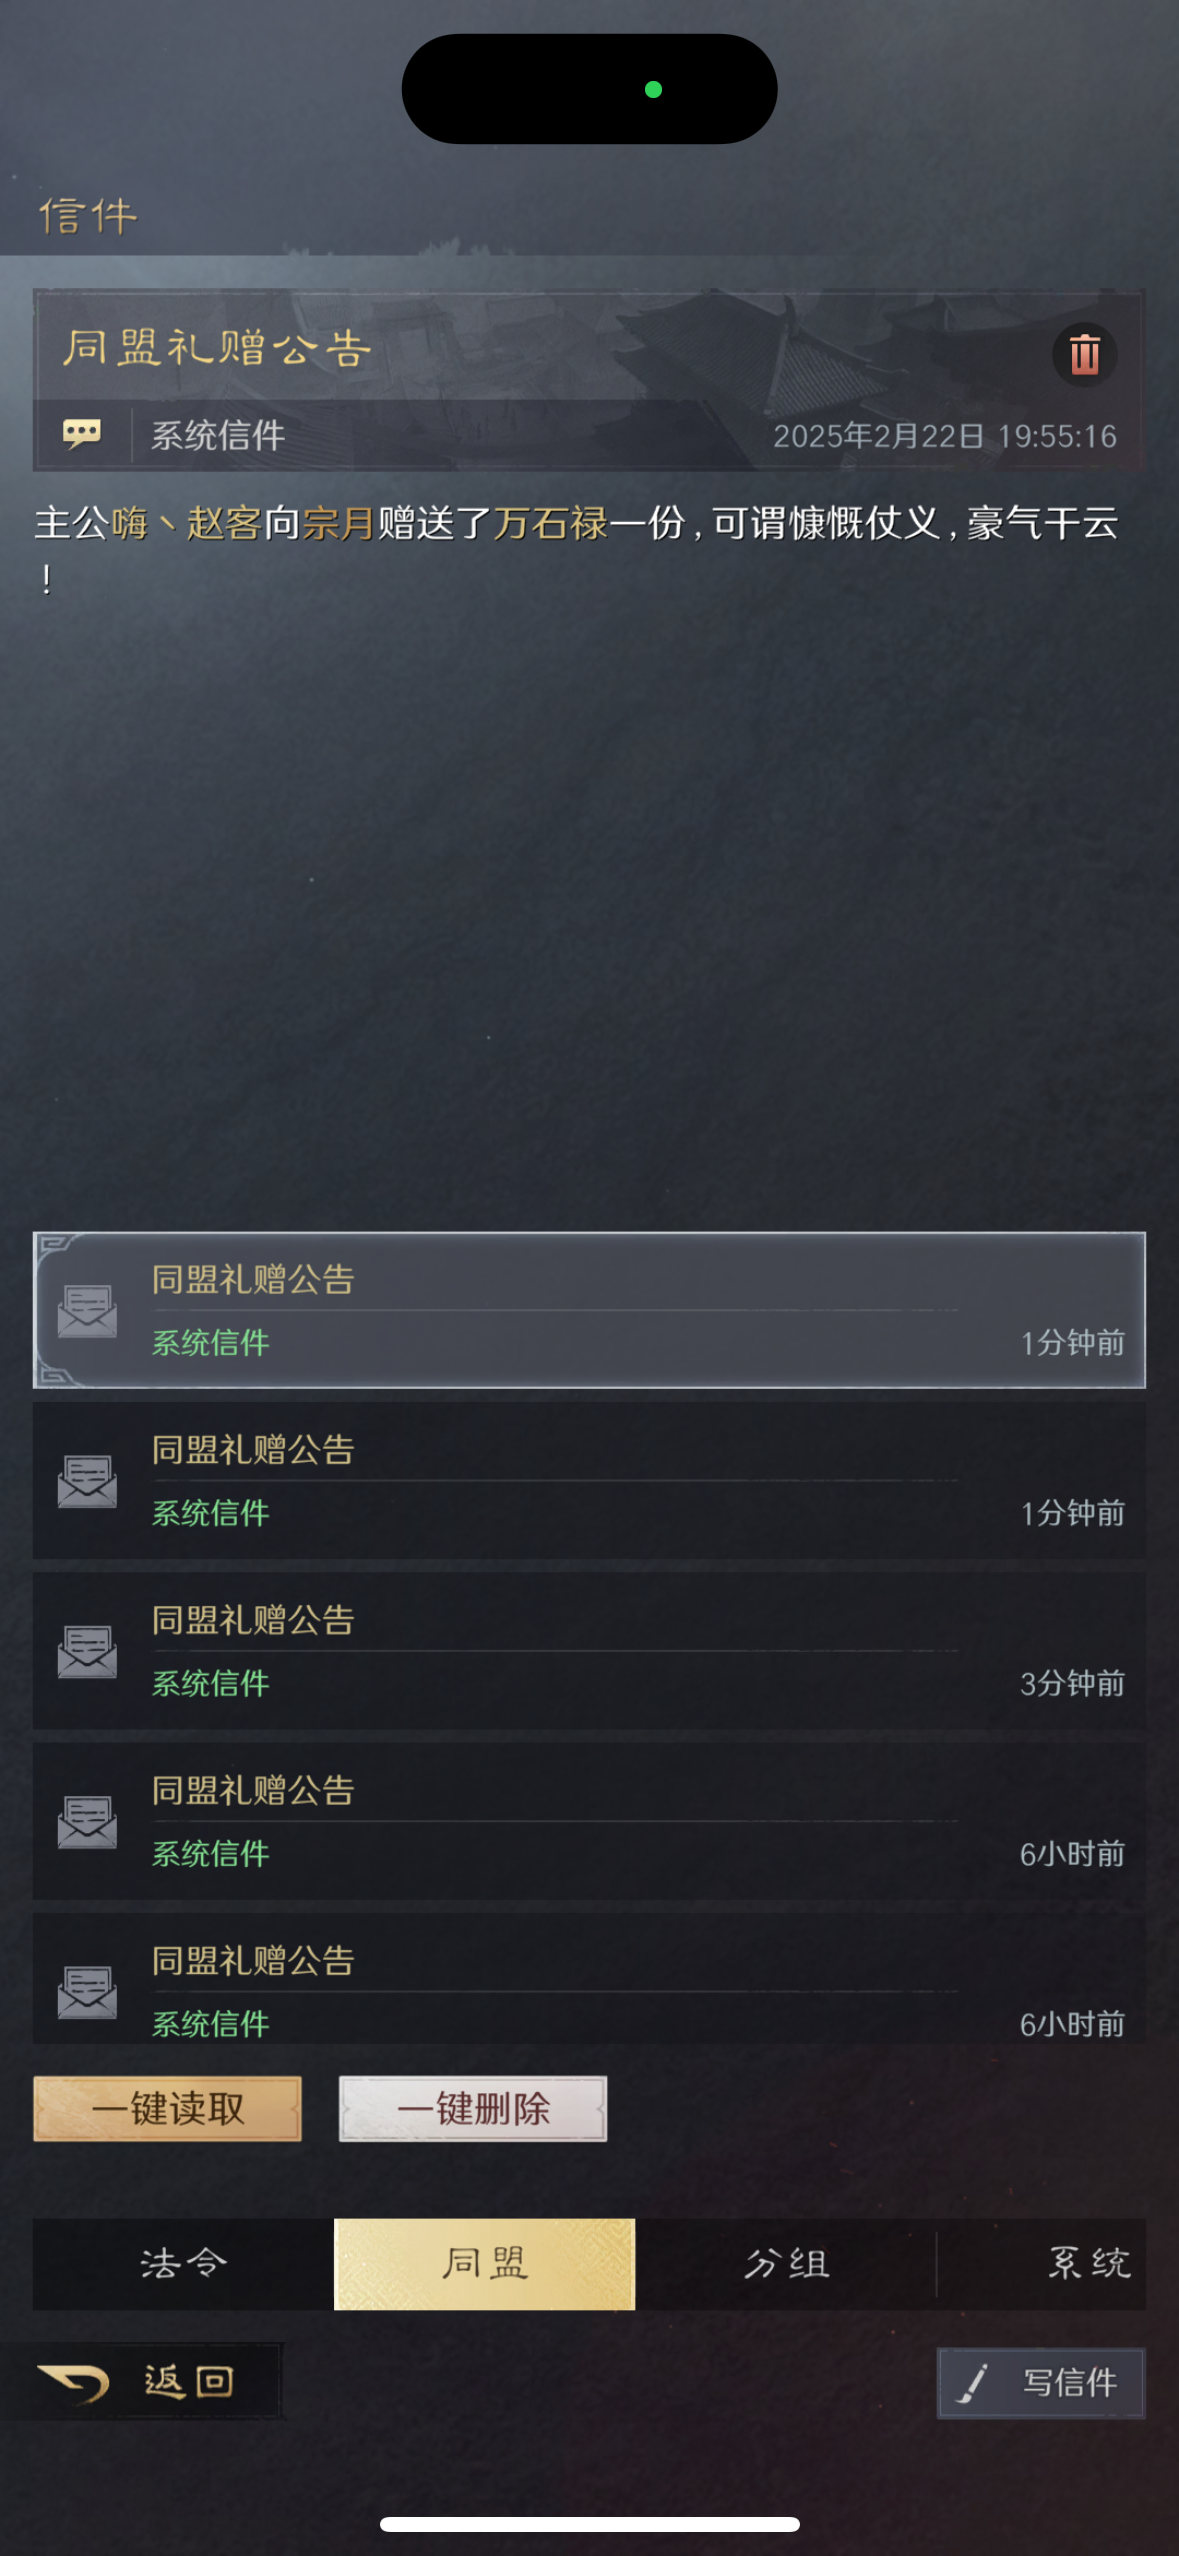 信件
同盟礼赠公告
系统信件 2025年2月22日 19:55:16
主公嗨丶赵客向宗月赠送了万石禄一份，可谓慷慨仗义，豪气干云
！
同盟礼赠公告
系统信件 1分钟前
同盟礼赠公告
系统信件 1分钟前
同盟礼赠公告
系统信件 3分钟前
同盟礼赠公告
系统信件 6小时前
同盟礼赠公告
系统信件 6小时前
一键读取 一键删除
法令 同盟 分组 系统
返回 写信件